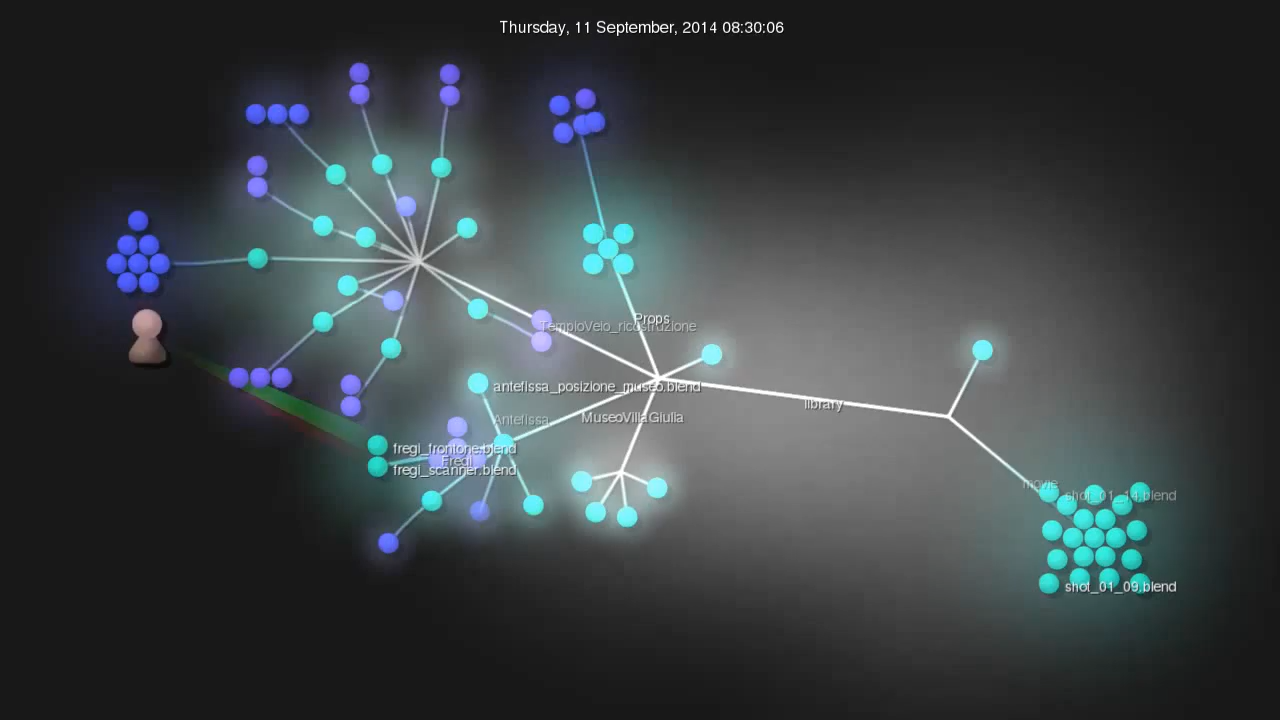 Thursday, 11 September, 2014 08:30:06
Props
TempioVeio_ricostruzione
antefissa_posizione_museo.blend
library
Antefissa
MuseoVillaGiulia
fregi_frontone.blend
Fregi
fregi_scanner.blend
movie
shot_01_14.blend
shot_01_09.blend